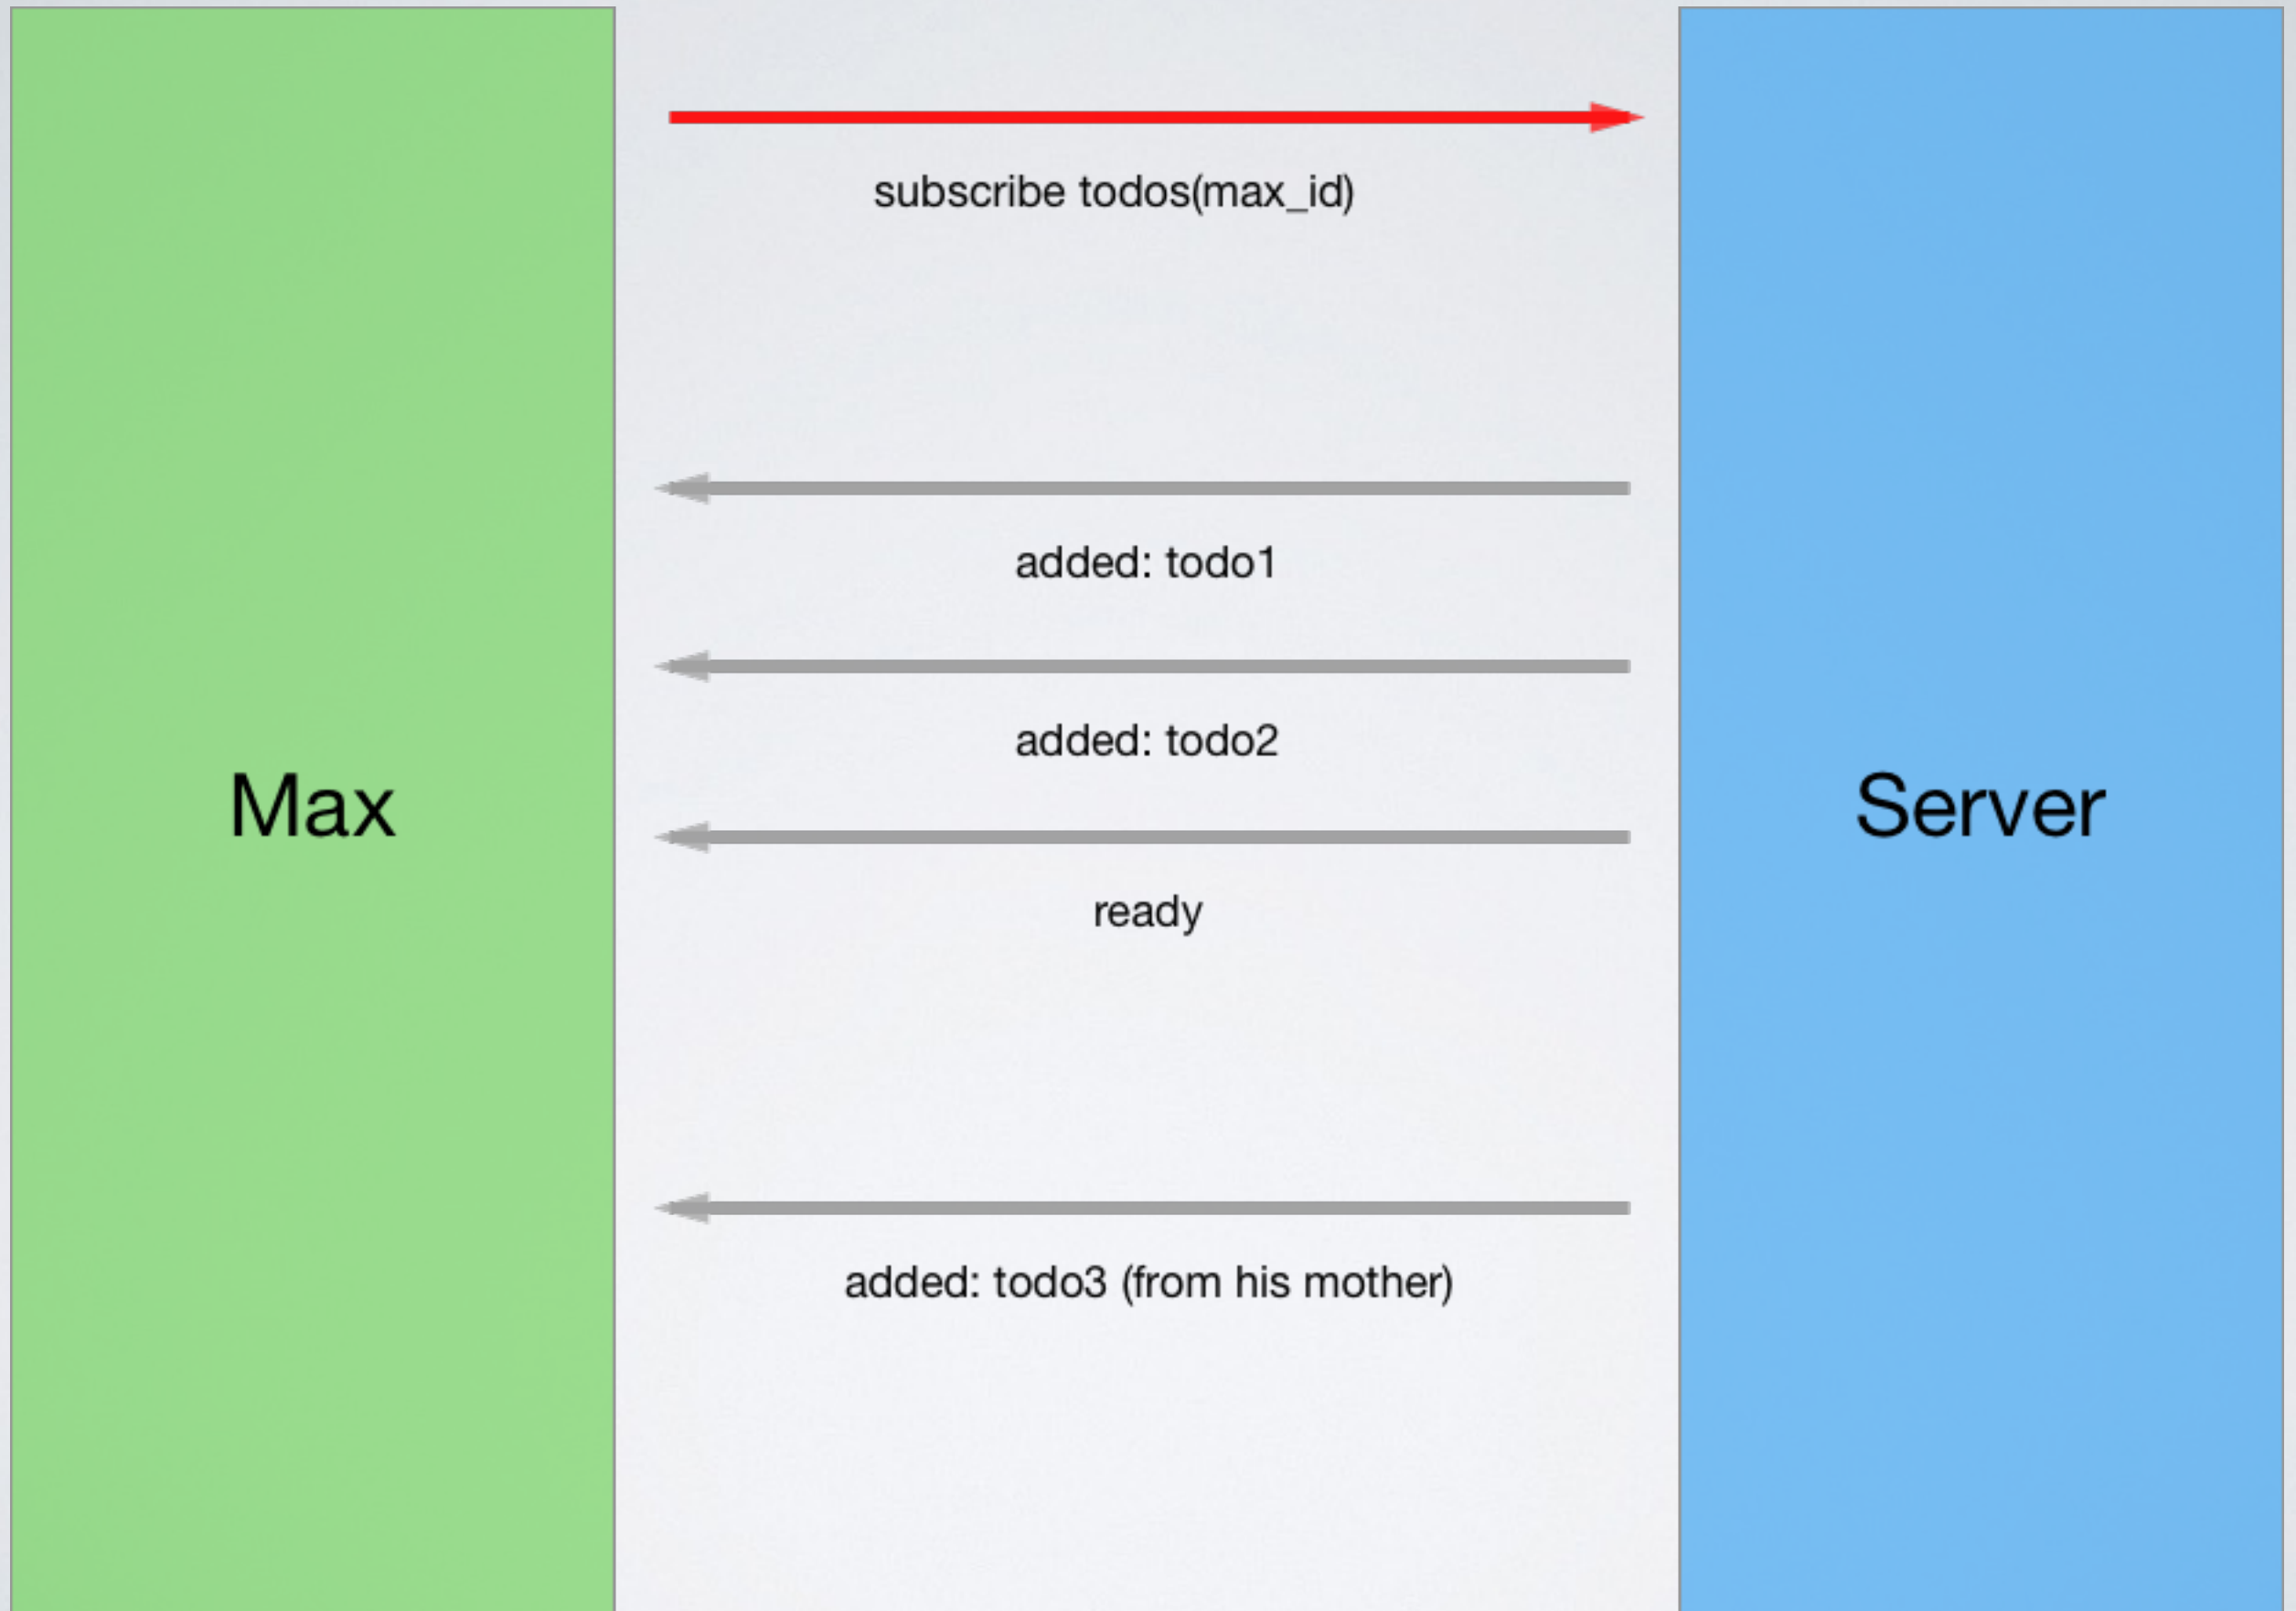 subscribe todos(max_id)
added: todo1
added: todo2
Max
Server
ready
added: todo3 (from his mother)